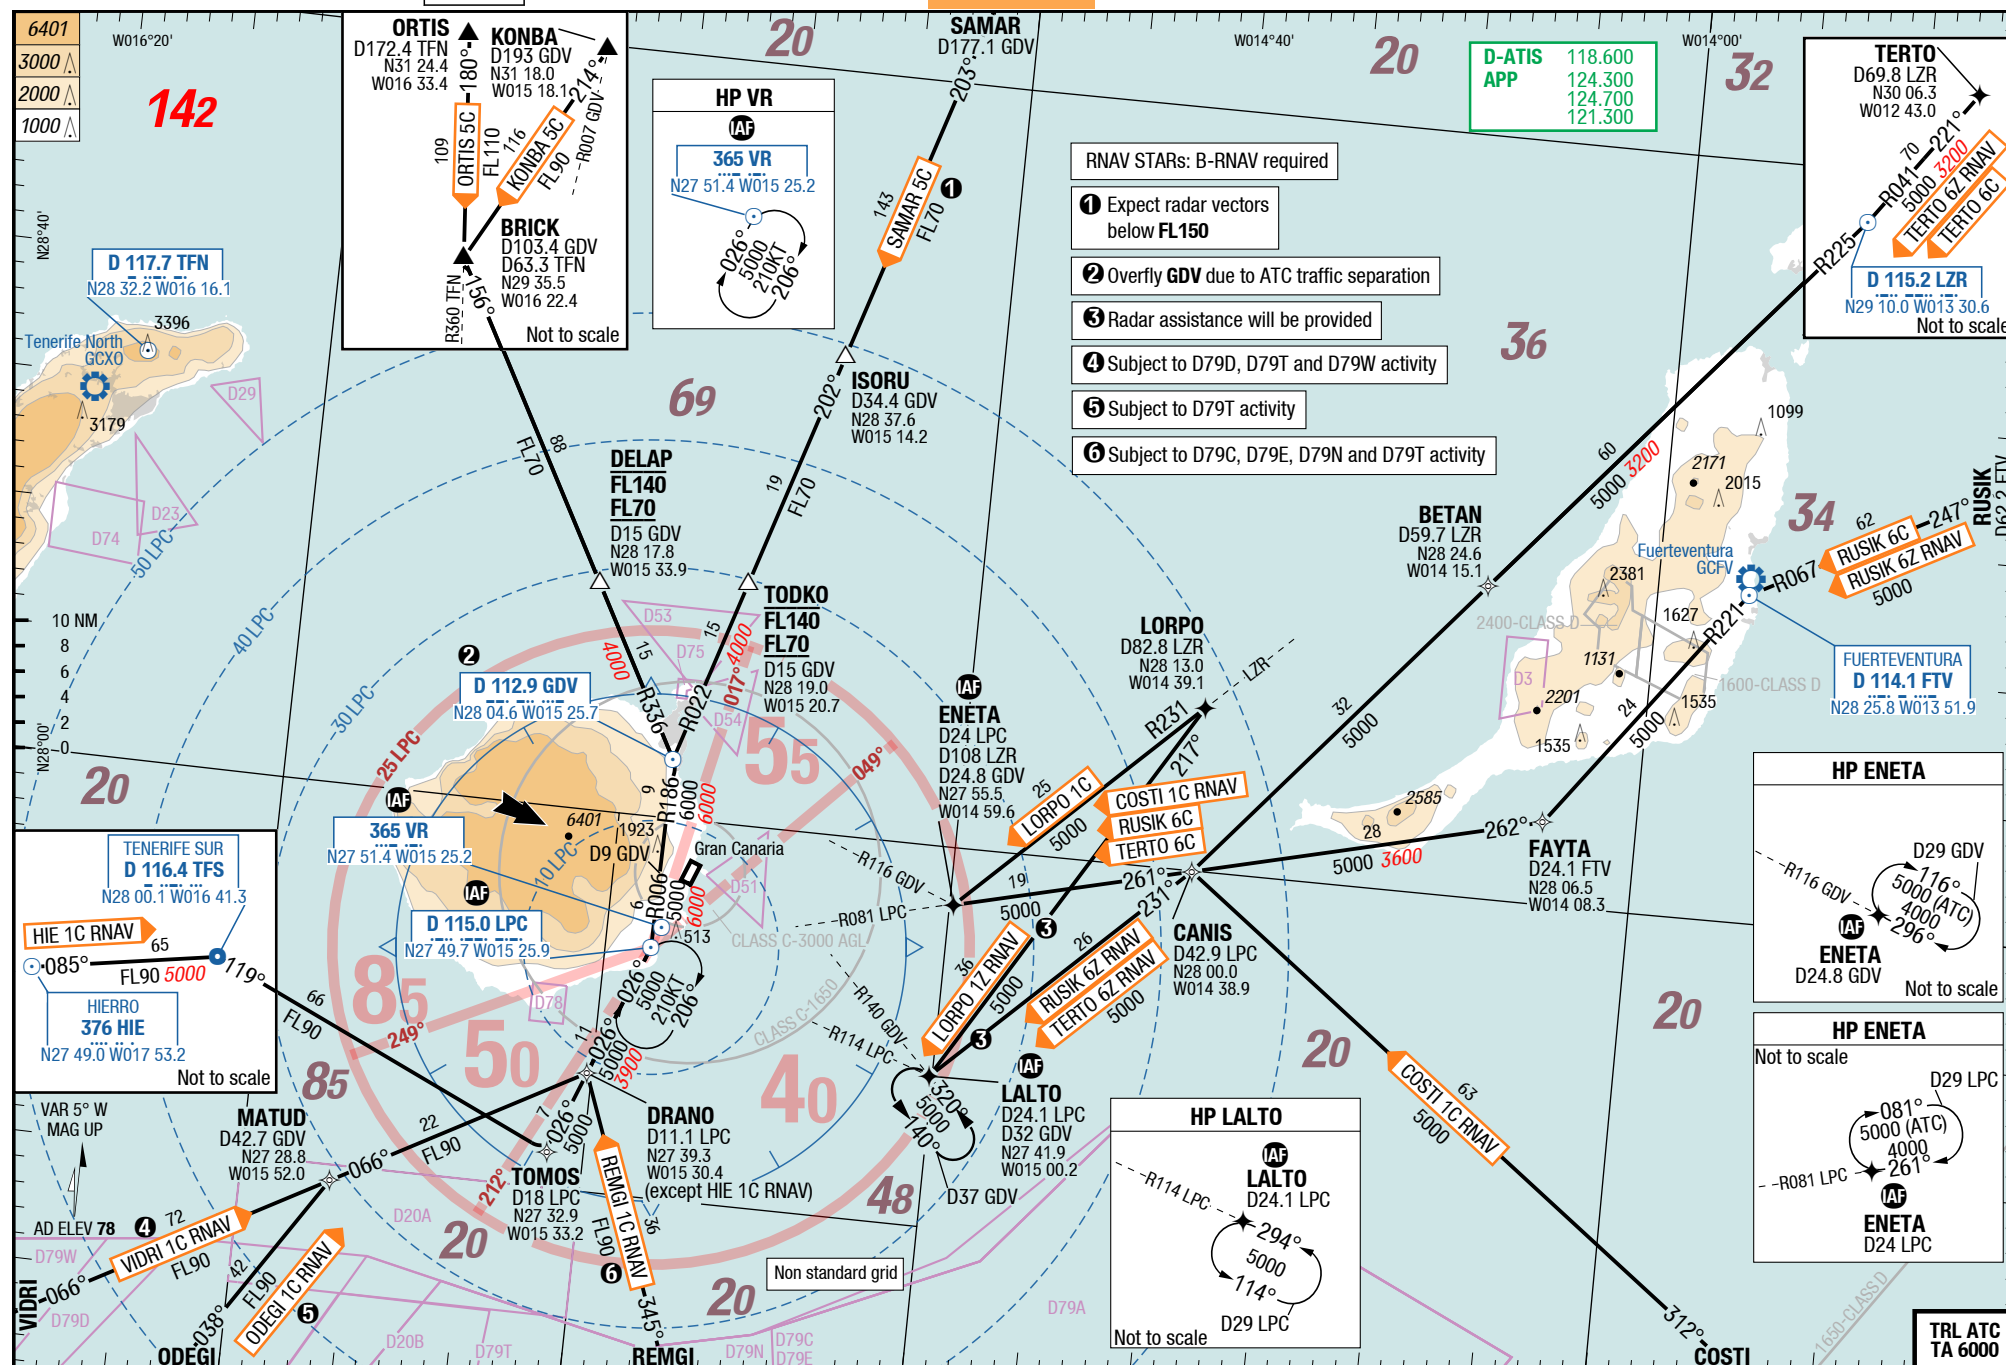 6401
3000
2000
1000
W016°20'
142
ORTIS
D172.4 TFN
N31 24.4
W016 33.4
KONBA
D193 GDV
N31 18.0
W015 18.1
180°
214°
109
ORTIS 5C
FL110
116
KONBA 5C
FL90
R007 GDV
BRICK
D103.4 GDV
D63.3 TFN
N29 35.5
W016 22.4
R360 TFN
156°
Not to scale
20
SAMAR
D177.1 GDV
203°
HP VR
IAF
365 VR
N27 51.4 W015 25.2
026°
5000
210KT
206°
143
SAMAR 5C
FL70
1
W014°40'
20
D-ATIS 118.600
APP 124.300
124.700
121.300
W014°00'
32
TERTO
D69.8 LZR
N30 06.3
W012 43.0
221°
70
R041
5000 3200
TERTO 6Z RNAV
TERTO 6C
R225
D 115.2 LZR
N29 10.0 W013 30.6
Not to scale
RNAV STARs: B-RNAV required
1 Expect radar vectors
below FL150
2 Overfly GDV due to ATC traffic separation
3 Radar assistance will be provided
4 Subject to D79D, D79T and D79W activity
5 Subject to D79T activity
6 Subject to D79C, D79E, D79N and D79T activity
N28°40'
D 117.7 TFN
N28 32.2 W016 16.1
3396
Tenerife North
GCXO
3179
D29
D23
D74
50 LPC
40 LPC
30 LPC
69
88
FL70
202°
ISORU
D34.4 GDV
N28 37.6
W015 14.2
19
FL70
DELAP
FL140
FL70
D15 GDV
N28 17.8
W015 33.9
TODKO
FL140
FL70
D15 GDV
N28 19.0
W015 20.7
36
60
5000 3200
1099
2171
2015
34
BETAN
D59.7 LZR
N28 24.6
W014 15.1
Fuerteventura
GCFV
2381
1627
2400-CLASS D
1131
D3
2201
1535
1535
1600-CLASS D
R221
24
5000
R067
62
RUSIK 6C
RUSIK 6Z RNAV
5000
247°
RUSIK
D62.2 FTV
FUERTEVENTURA
D 114.1 FTV
N28 25.8 W013 51.9
10 NM
8
6
4
2
0
N28°00'
20
D53
D75
D54
15
4000
15
4000
017°
R336
R022
2
D 112.9 GDV
N28 04.6 W015 25.7
25 LPC
55
049°
IAF
365 VR
N27 51.4 W015 25.2
IAF
D 115.0 LPC
N27 49.7 W015 25.9
6401
1923
D9 GDV
10 LPC
9
R186
6000
6000
Gran Canaria
R006
6
5000
6000
D51
513
CLASS C-3000 AGL
CLASS C-1650
LORPO
D82.8 LZR
N28 13.0
W014 39.1
LZR
R231
217°
IAF
ENETA
D24 LPC
D108 LZR
D24.8 GDV
N27 55.5
W014 59.6
25
LORPO 1C
5000
COSTI 1C RNAV
RUSIK 6C
TERTO 6C
R116 GDV
R081 LPC
19
5000
3
261°
231°
32
5000
CANIS
D42.9 LPC
N28 00.0
W014 38.9
2585
28
5000 3600
262°
FAYTA
D24.1 FTV
N28 06.5
W014 08.3
HP ENETA
D29 GDV
R116 GDV
116°
5000 (ATC)
4000
296°
IAF
ENETA
D24.8 GDV
Not to scale
TENERIFE SUR
D 116.4 TFS
N28 00.1 W016 41.3
HIE 1C RNAV
65
085°
FL90 5000
119°
HIERRO
376 HIE
N27 49.0 W017 53.2
Not to scale
66
FL90
85
249°
50
D78
026°
5000
210KT
206°
11
026°
5000
3900
40
36
LORPO 1Z RNAV
5000
26
RUSIK 6Z RNAV
TERTO 6Z RNAV
5000
R140 GDV
R114 LPC
3
320°
5000
140°
IAF
LALTO
D24.1 LPC
D32 GDV
N27 41.9
W015 00.2
D37 GDV
20
20
63
COSTI 1C RNAV
5000
312°
COSTI
HP ENETA
Not to scale
D29 LPC
081°
5000 (ATC)
4000
261°
R081 LPC
IAF
ENETA
D24 LPC
HP LALTO
IAF
LALTO
D24.1 LPC
R114 LPC
294°
5000
114°
D29 LPC
Not to scale
85
VAR 5° W
MAG UP
MATUD
D42.7 GDV
N27 28.8
W015 52.0
22
FL90
066°
7
026°
5000
TOMOS
D18 LPC
N27 32.9
W015 33.2
212°
DRANO
D11.1 LPC
N27 39.3
W015 30.4
(except HIE 1C RNAV)
REMGI 1C RNAV
36
FL90
6
345°
REMGI
48
20
20
Non standard grid
AD ELEV 78
4
72
VIDRI 1C RNAV
FL90
066°
VIDRI
42
FL90
ODEGI 1C RNAV
5
038°
ODEGI
D79W
D79D
D20A
D20B
D79T
D79N
D79C
D79E
D79A
1650-CLASS D
TRL ATC
TA 6000